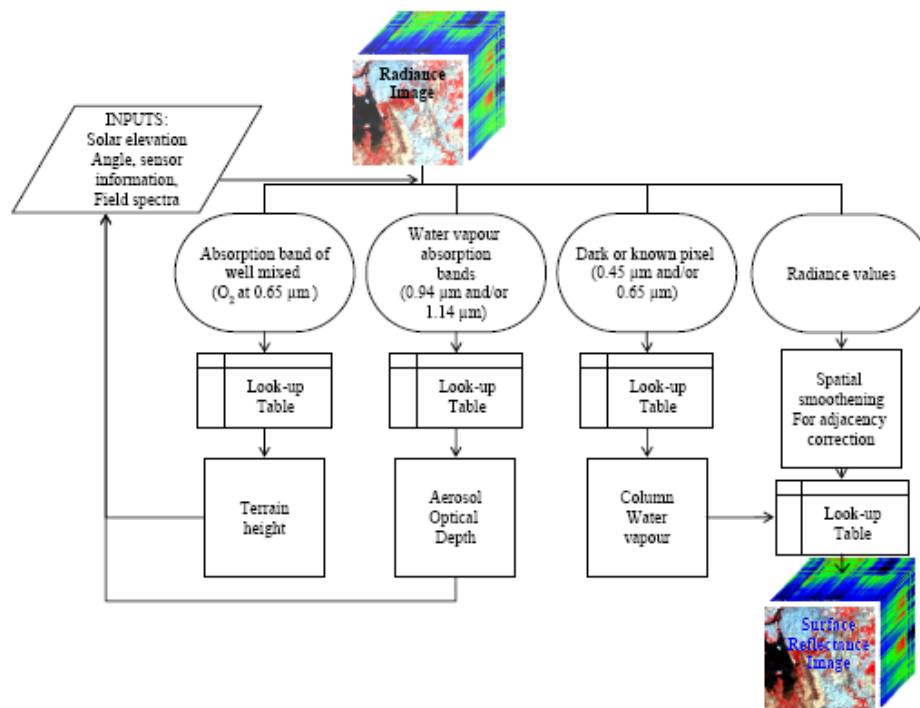 Radiance
Image
INPUTS:
Solar elevation
Angle, sensor
information,
Field spectra
Absorption band of
well mixed
(O₂ at 0.65 μm )
Water vapour
absorption
bands
(0.94 μm and/or
1.14 μm)
Dark or known pixel
(0.45 μm and/or
0.65 μm)
Radiance values
Look-up
Table
Look-up
Table
Look-up
Table
Spatial
smoothening
For adjacency
correction
Terrain
height
Aerosol
Optical
Depth
Column
Water
vapour
Look-up
Table
Surface
Reflectance
Image